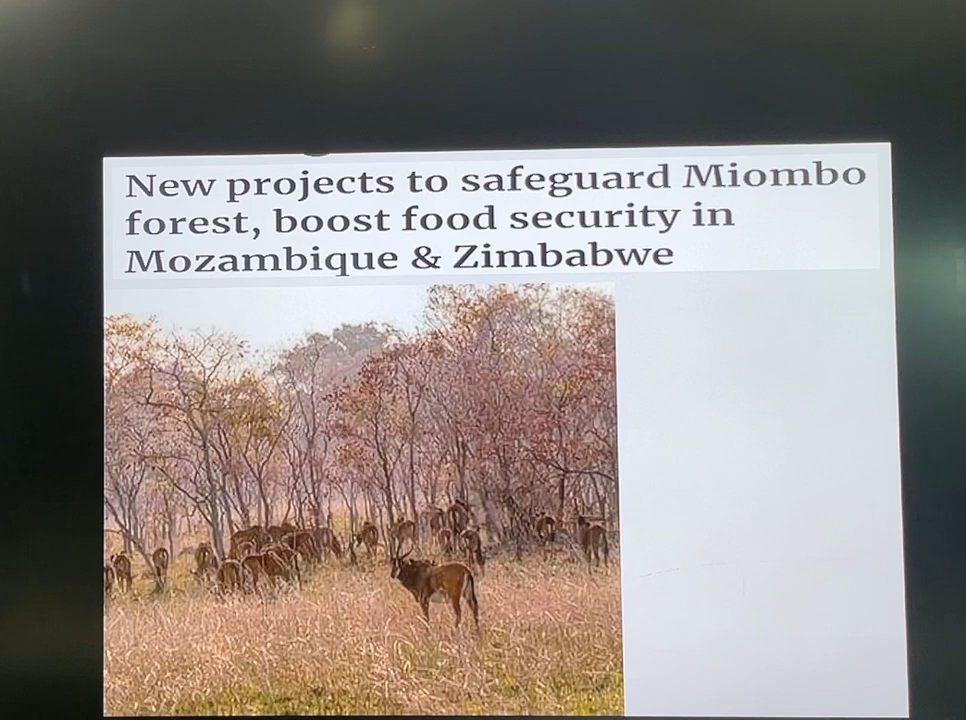 New projects to safeguard Miombo
forest, boost food security in
Mozambique & Zimbabwe